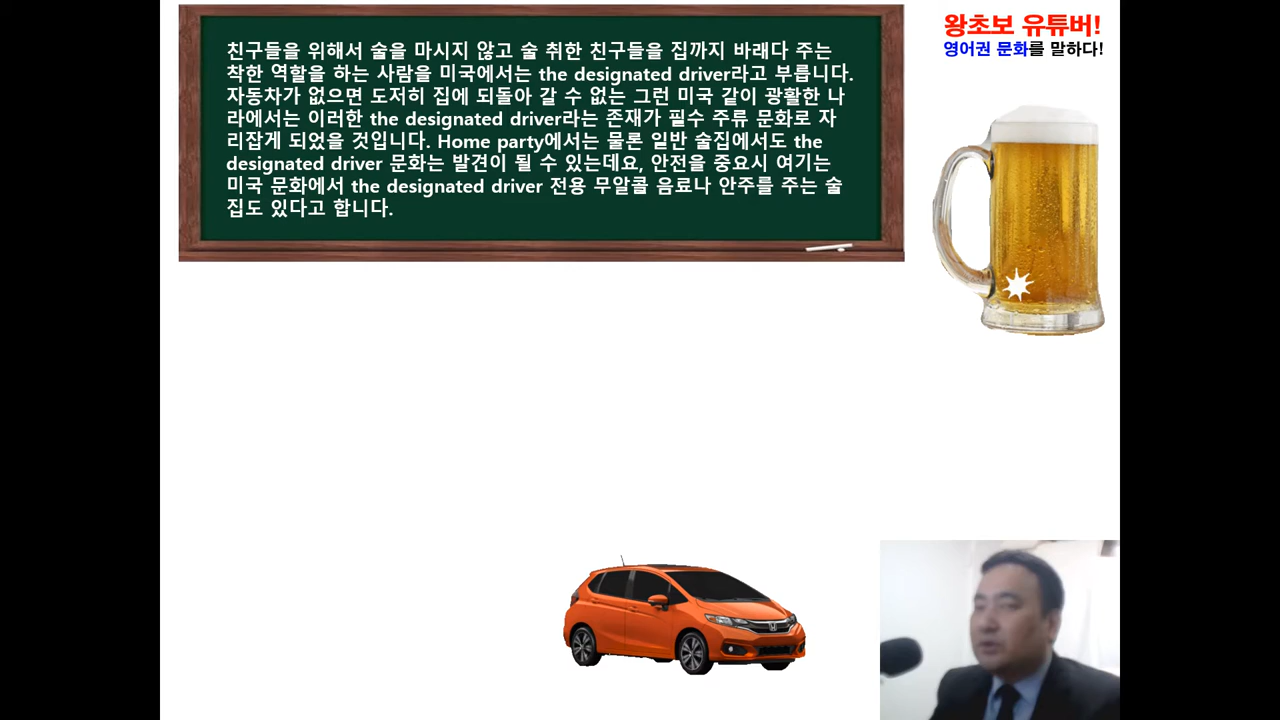 친구들을 위해서 술을 마시지 않고 술 취한 친구들을 집까지 바래다 주는
착한 역할을 하는 사람을 미국에서는 the designated driver라고 부릅니다.
자동차가 없으면 도저히 집에 되돌아 갈 수 없는 그런 미국 같이 광활한 나
라에서는 이러한 the designated driver라는 존재가 필수 주류 문화로 자
리잡게 되었을 것입니다. Home party에서는 물론 일반 술집에서도 the
designated driver 문화는 발견이 될 수 있는데요, 안전을 중요시 여기는
미국 문화에서 the designated driver 전용 무알콜 음료나 안주를 주는 술
집도 있다고 합니다.
왕초보 유튜버!
영어권 문화를 말하다!